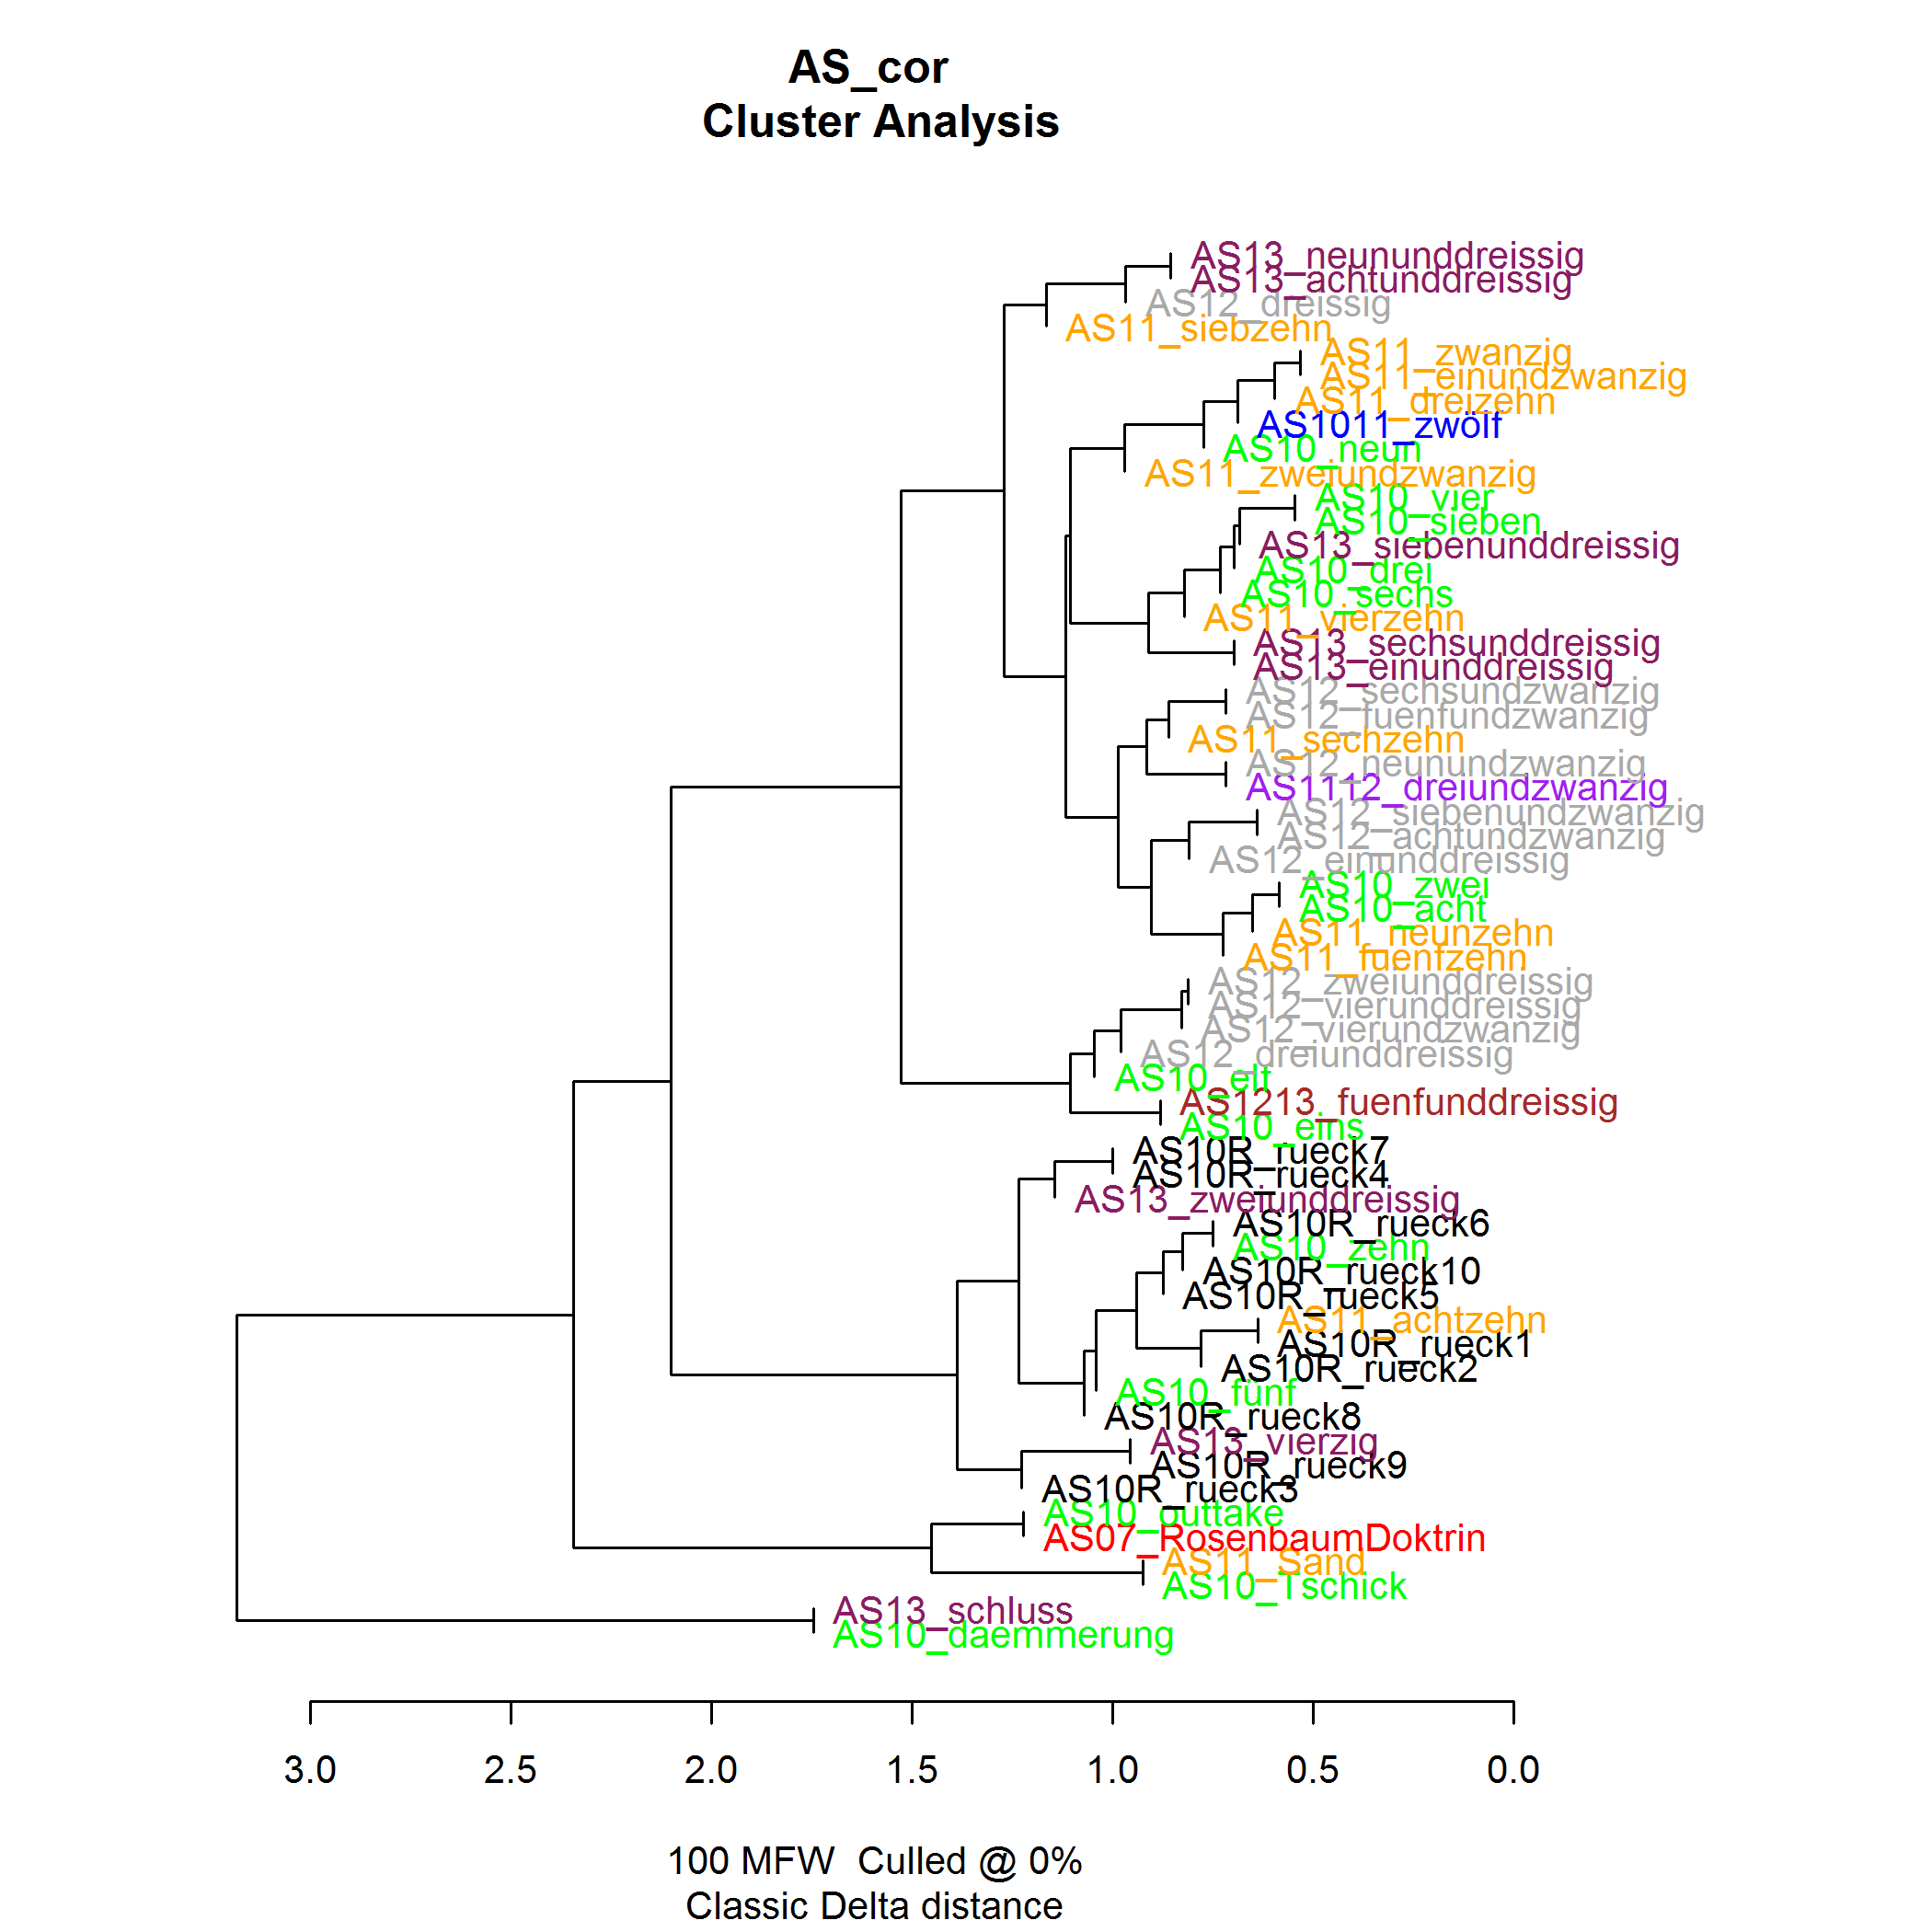 AS_cor
Cluster Analysis
AS13_neununddreissig
AS13_achtunddreissig
AS12_dreissig
AS11_siebzehn
AS11_zwanzig
AS11_einundzwanzig
AS11_dreizehn
AS1011_zwölf
AS10_neun
AS11_zweiundzwanzig
AS10_vier
AS10_sieben
AS13_siebenunddreissig
AS10_drei
AS10_sechs
AS11_vierzehn
AS13_sechsunddreissig
AS13_einunddreissig
AS12_sechsundzwanzig
AS12_fuenfundzwanzig
AS11_sechzehn
AS12_neunundzwanzig
AS1112_dreiundzwanzig
AS12_siebenundzwanzig
AS12_achtundzwanzig
AS12_einunddreissig
AS10_zwei
AS10_acht
AS11_neunzehn
AS11_fuenfzehn
AS12_zweiunddreissig
AS12_vierunddreissig
AS12_vierundzwanzig
AS12_dreiunddreissig
AS10_elf
AS1213_fuenfunddreissig
AS10_eins
AS10R_rueck7
AS10R_rueck4
AS13_zweiunddreissig
AS10R_rueck6
AS10_zehn
AS10R_rueck10
AS10R_rueck5
AS11_achtzehn
AS10R_rueck1
AS10R_rueck2
AS10_fünf
AS10R_rueck8
AS13_vierzig
AS10R_rueck9
AS10R_rueck3
AS10_outtake
AS07_RosenbaumDoktrin
AS11_Sand
AS10_Tschick
AS13_schluss
AS10_daemmerung
3.0 2.5 2.0 1.5 1.0 0.5 0.0
100 MFW Culled @ 0%
Classic Delta distance